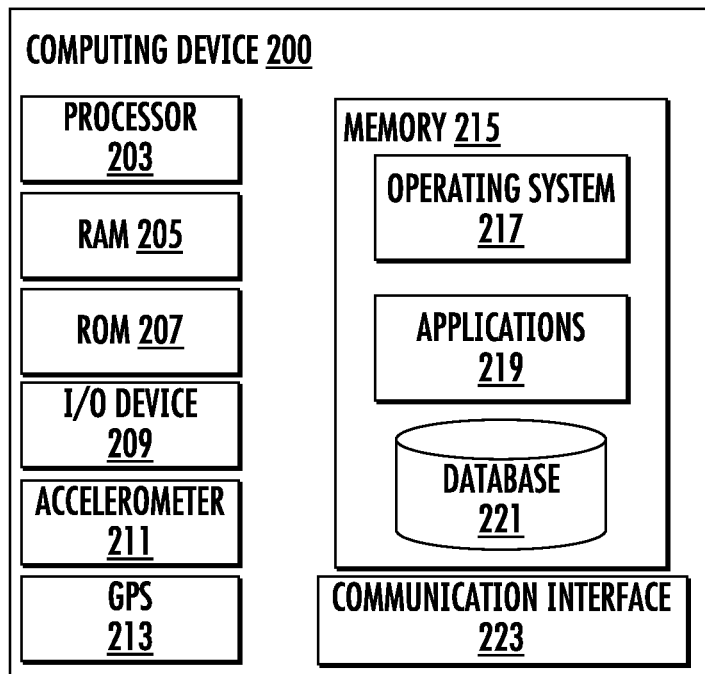 COMPUTING DEVICE 200
PROCESSOR
203
RAM 205
ROM 207
I/O DEVICE
209
ACCELEROMETER
211
GPS
213
MEMORY 215
OPERATING SYSTEM
217
APPLICATIONS
219
DATABASE
221
COMMUNICATION INTERFACE
223